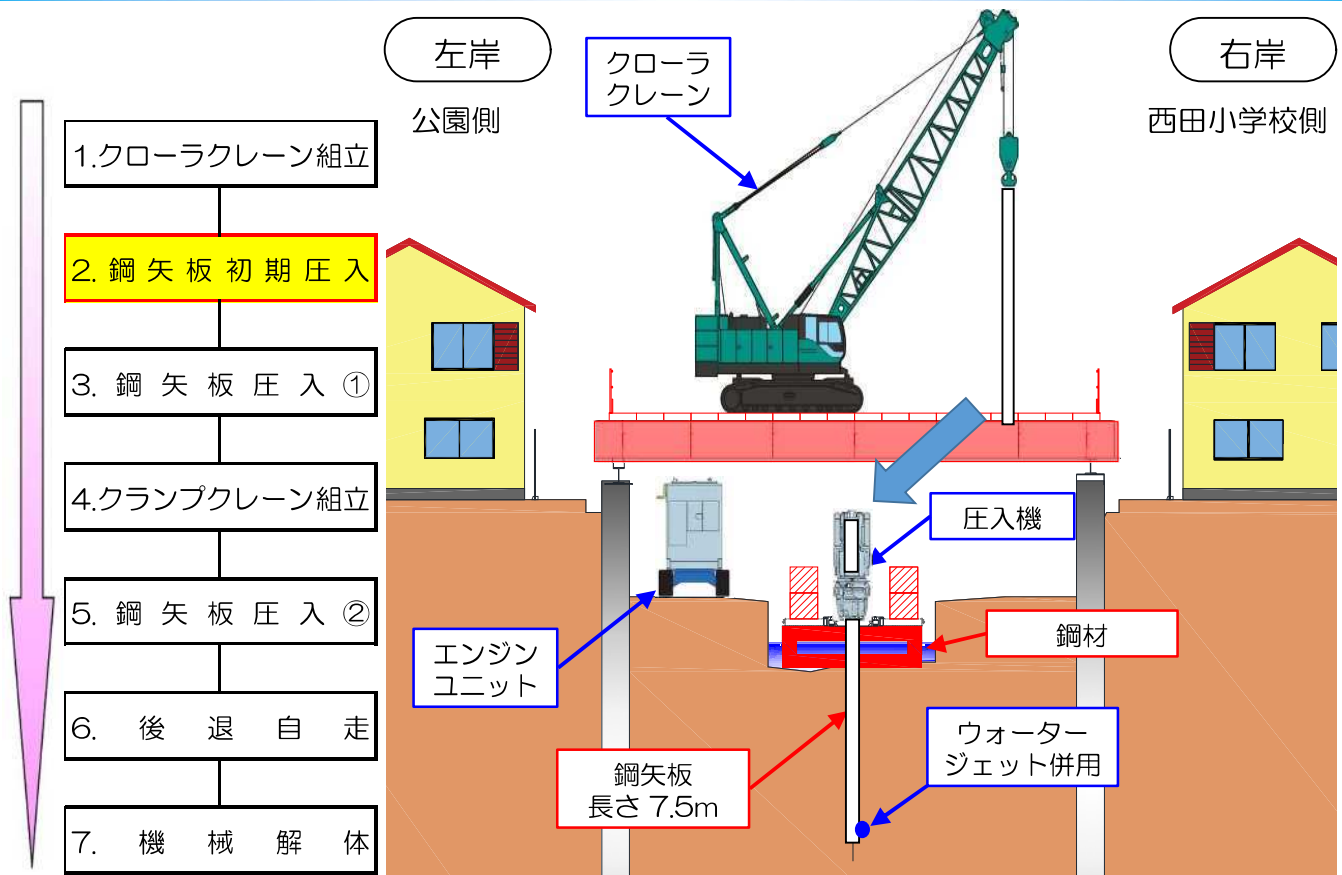 1.クローラクレーン組立
2. 鋼矢板初期圧入
3. 鋼矢板圧入①
4.クランプクレーン組立
5. 鋼矢板圧入②
6. 後退自走
7. 機械解体
左岸
公園側
クローラ
クレーン
右岸
西田小学校側
圧入機
エンジン
ユニット
鋼材
鋼矢板
長さ 7.5m
ウォーター
ジェット併用